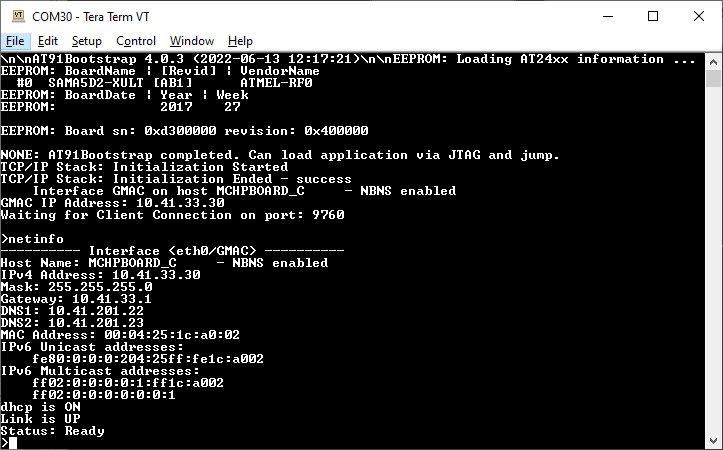 COM30 - Tera Term VT
File Edit Setup Control Window Help
\n\nAT91Bootstrap 4.0.3 (2022-06-13 12:17:21)\n\nEEPROM: Loading AT24xx information ...
EEPROM: BoardName | [Revid] | VendorName
  #0  SAMA5D2-XULT [AB1]      ATMEL-RF0
EEPROM: BoardDate | Year | Week
EEPROM:             2017    27
EEPROM: Board sn: 0xd300000 revision: 0x400000
NONE: AT91Bootstrap completed. Can load application via JTAG and jump.
TCP/IP Stack: Initialization Started
TCP/IP Stack: Initialization Ended - success
    Interface GMAC on host MCHPBOARD_C     - NBNS enabled
GMAC IP Address: 10.41.33.30
Waiting for Client Connection on port: 9760
>netinfo
---------- Interface <eth0/GMAC> ----------
Host Name: MCHPBOARD_C     - NBNS enabled
IPv4 Address: 10.41.33.30
Mask: 255.255.255.0
Gateway: 10.41.33.1
DNS1: 10.41.201.22
DNS2: 10.41.201.23
MAC Address: 00:04:25:1c:a0:02
IPv6 Unicast addresses:
    fe80:0:0:0:204:25ff:fe1c:a002
IPv6 Multicast addresses:
    ff02:0:0:0:0:1:ff1c:a002
    ff02:0:0:0:0:0:0:1
dhcp is ON
Link is UP
Status: Ready
>